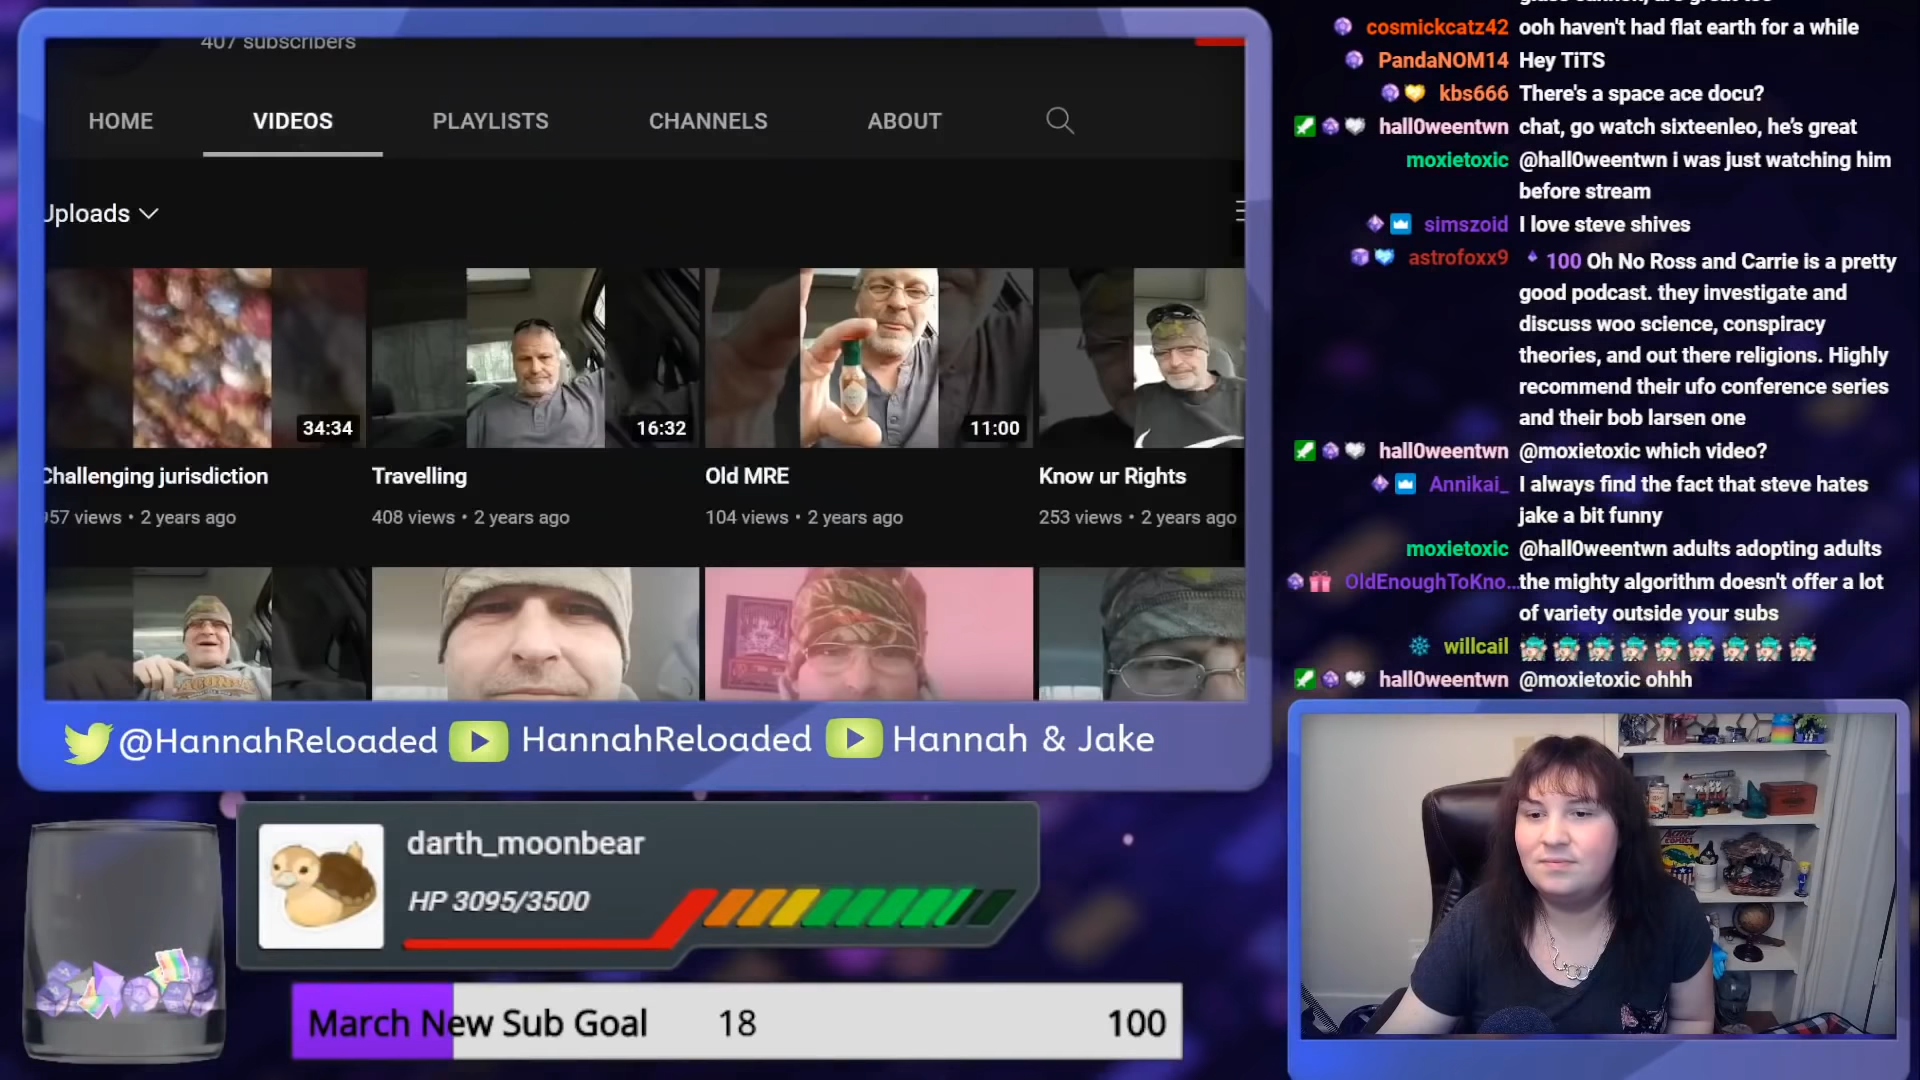 407 subscribers
HOME VIDEOS PLAYLISTS CHANNELS ABOUT
Uploads
34:34
16:32
11:00
Challenging jurisdiction
Travelling
Old MRE
Know ur Rights
957 views • 2 years ago
408 views • 2 years ago
104 views • 2 years ago
253 views • 2 years ago
@HannahReloaded HannahReloaded Hannah & Jake
darth_moonbear
HP 3095/3500
March New Sub Goal 18 100
cosmickatz42 ooh haven't had flat earth for a while
PandaNOM14 Hey TiTS
kbs666 There's a space ace docu?
hall0weentwn chat, go watch sixteenleo, he's great
moxietoxic @hall0weentwn i was just watching him
before stream
simszoid I love steve shives
astrofoxx9 100 Oh No Ross and Carrie is a pretty
good podcast. they investigate and
discuss woo science, conspiracy
theories, and out there religions. Highly
recommend their ufo conference series
and their bob larsen one
hall0weentwn @moxietoxic which video?
Annikai_ I always find the fact that steve hates
jake a bit funny
moxietoxic @hall0weentwn adults adopting adults
OldEnoughToKno... the mighty algorithm doesn't offer a lot
of variety outside your subs
willcail
hall0weentwn @moxietoxic ohhh